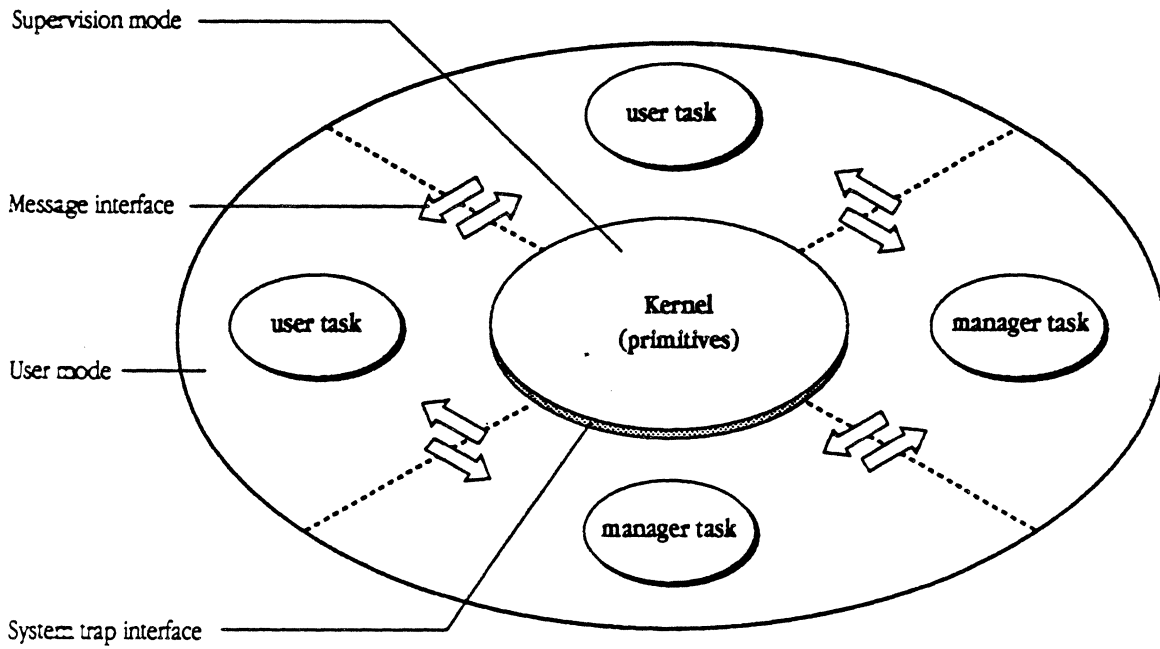 Supervision mode
user task
Message interface
Kernel
(primitives)
user task
manager task
User mode
manager task
System trap interface